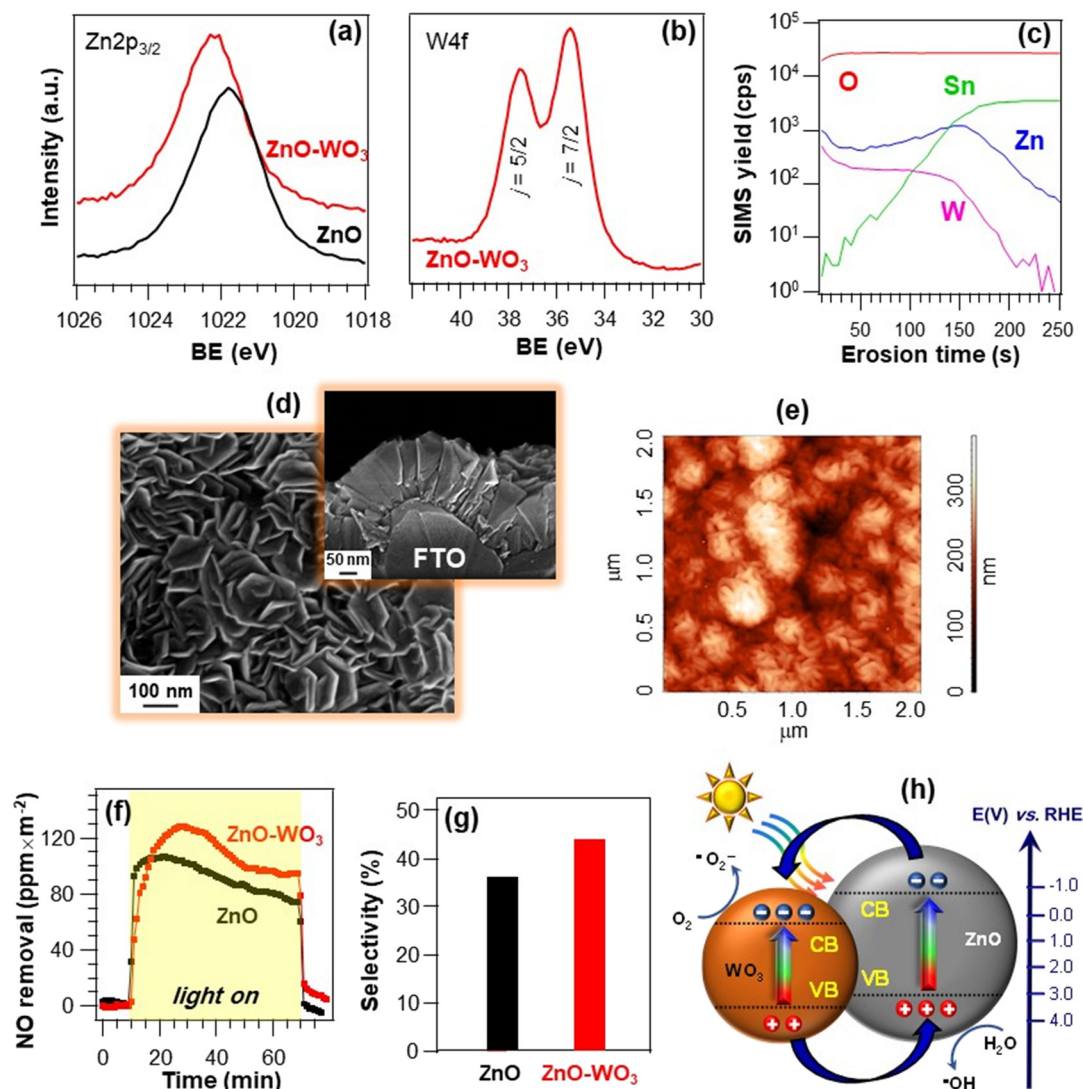 Zn2p3/2
(a)
Intensity (a.u.)
ZnO-WO3
ZnO
1026 1024 1022 1020 1018
BE (eV)
W4f
(b)
j = 5/2
j = 7/2
ZnO-WO3
40 38 36 34 32 30
BE (eV)
(c)
SIMS yield (cps)
10^5
10^4
10^3
10^2
10^1
10^0
O
Sn
Zn
W
50 100 150 200 250
Erosion time (s)
(d)
100 nm
FTO
50 nm
(e)
2.0
1.5
1.0
0.5
0
μm
0.5 1.0 1.5 2.0
μm
300
200
100
0
nm
(f)
NO removal (ppm×m^-2)
120
80
40
0
ZnO-WO3
ZnO
light on
0 20 40 60
Time (min)
(g)
Selectivity (%)
50
40
30
20
10
0
ZnO ZnO-WO3
(h)
E(V) vs. RHE
-1.0
0.0
1.0
2.0
3.0
4.0
·O2−
O2
WO3
CB
VB
CB
VB
ZnO
H2O
·OH